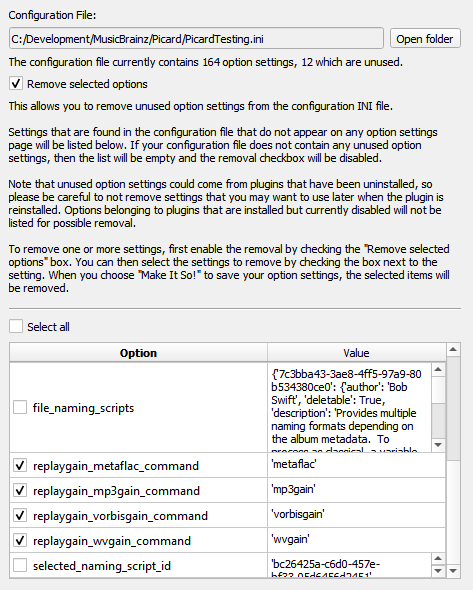 Configuration File:
C:/Development/MusicBrainz/Picard/PicardTesting.ini
Open folder
The configuration file currently contains 164 option settings, 12 which are unused.
Remove selected options
This allows you to remove unused option settings from the configuration INI file.
Settings that are found in the configuration file that do not appear on any option settings
page will be listed below. If your configuration file does not contain any unused option
settings, then the list will be empty and the removal checkbox will be disabled.
Note that unused option settings could come from plugins that have been uninstalled, so
please be careful to not remove settings that you may want to use later when the plugin is
reinstalled. Options belonging to plugins that are installed but currently disabled will not be
listed for possible removal.
To remove one or more settings, first enable the removal by checking the "Remove selected
options" box. You can then select the settings to remove by checking the box next to the
setting. When you choose "Make It So!" to save your option settings, the selected items will
be removed.
Select all
Option
Value
file_naming_scripts
{'7c3bba43-3ae8-4ff5-97a9-80
b534380ce0': {'author': 'Bob
Swift', 'deletable': True,
'description': 'Provides multiple
naming formats depending on
the album metadata. To
process as classical, a variable
replaygain_metaflac_command
'metaflac'
replaygain_mp3gain_command
'mp3gain'
replaygain_vorbisgain_command
'vorbisgain'
replaygain_wvgain_command
'wvgain'
selected_naming_script_id
'bc26425a-c6d0-457e-